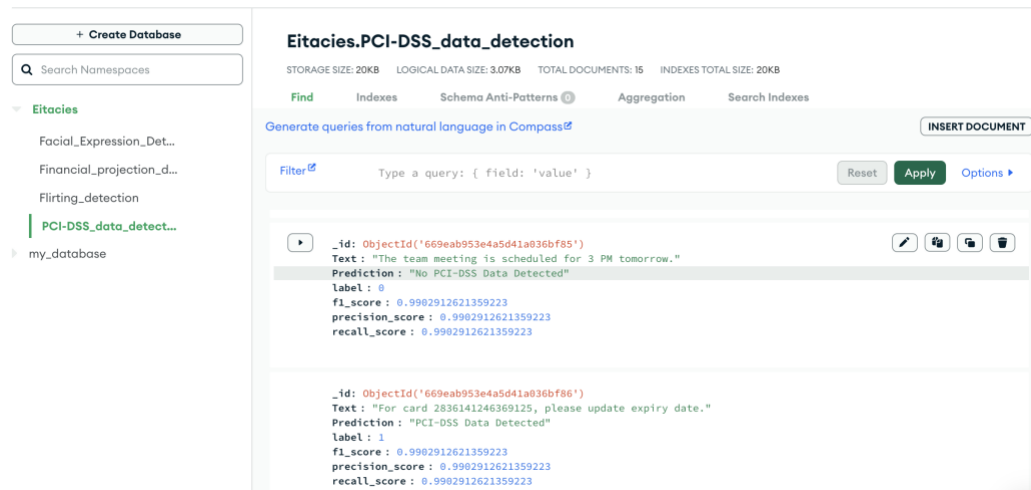 + Create Database
Search Namespaces
Eitacies
Facial_Expression_Det...
Financial_projection_d...
Flirting_detection
PCI-DSS_data_detect...
my_database
Eitacies.PCI-DSS_data_detection
STORAGE SIZE: 20KB LOGICAL DATA SIZE: 3.07KB TOTAL DOCUMENTS: 15 INDEXES TOTAL SIZE: 20KB
Find Indexes Schema Anti-Patterns 0 Aggregation Search Indexes
Generate queries from natural language in Compass
INSERT DOCUMENT
Filter Type a query: { field: 'value' } Reset Apply Options
_id: ObjectId('669eab953e4a5d41a036bf85')
Text : "The team meeting is scheduled for 3 PM tomorrow."
Prediction : "No PCI-DSS Data Detected"
label : 0
f1_score : 0.9902912621359223
precision_score : 0.9902912621359223
recall_score : 0.9902912621359223
_id: ObjectId('669eab953e4a5d41a036bf86')
Text : "For card 2836141246369125, please update expiry date."
Prediction : "PCI-DSS Data Detected"
label : 1
f1_score : 0.9902912621359223
precision_score : 0.9902912621359223
recall_score : 0.9902912621359223